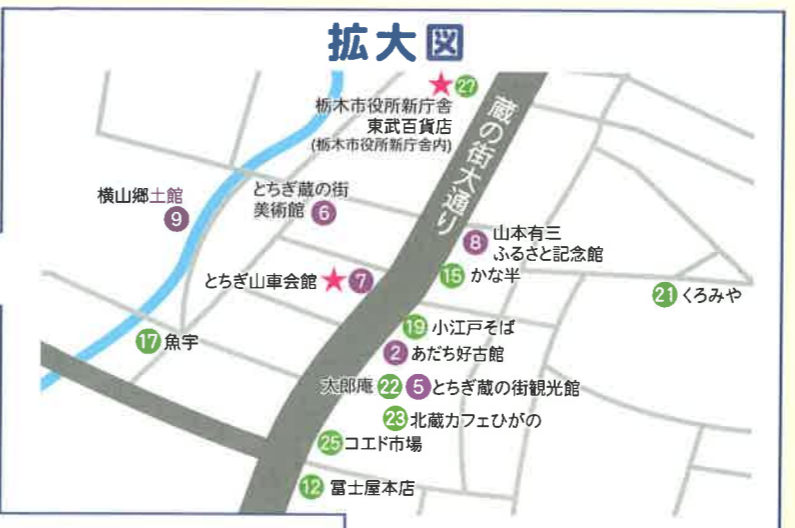 拡大図
★27
栃木市役所新庁舎
東武百貨店
(栃木市役所新庁舎内)
蔵の街大通り
横山郷土館
9
とちぎ蔵の街
美術館 6
8 山本有三
ふるさと記念館
とちぎ山車会館 ★ 7
15 かな半
21 くろみや
17 魚宇
19 小江戸そば
2 あだち好古館
太郎庵 22 5 とちぎ蔵の街観光館
23 北蔵カフェひがの
25 コエド市場
12 冨士屋本店